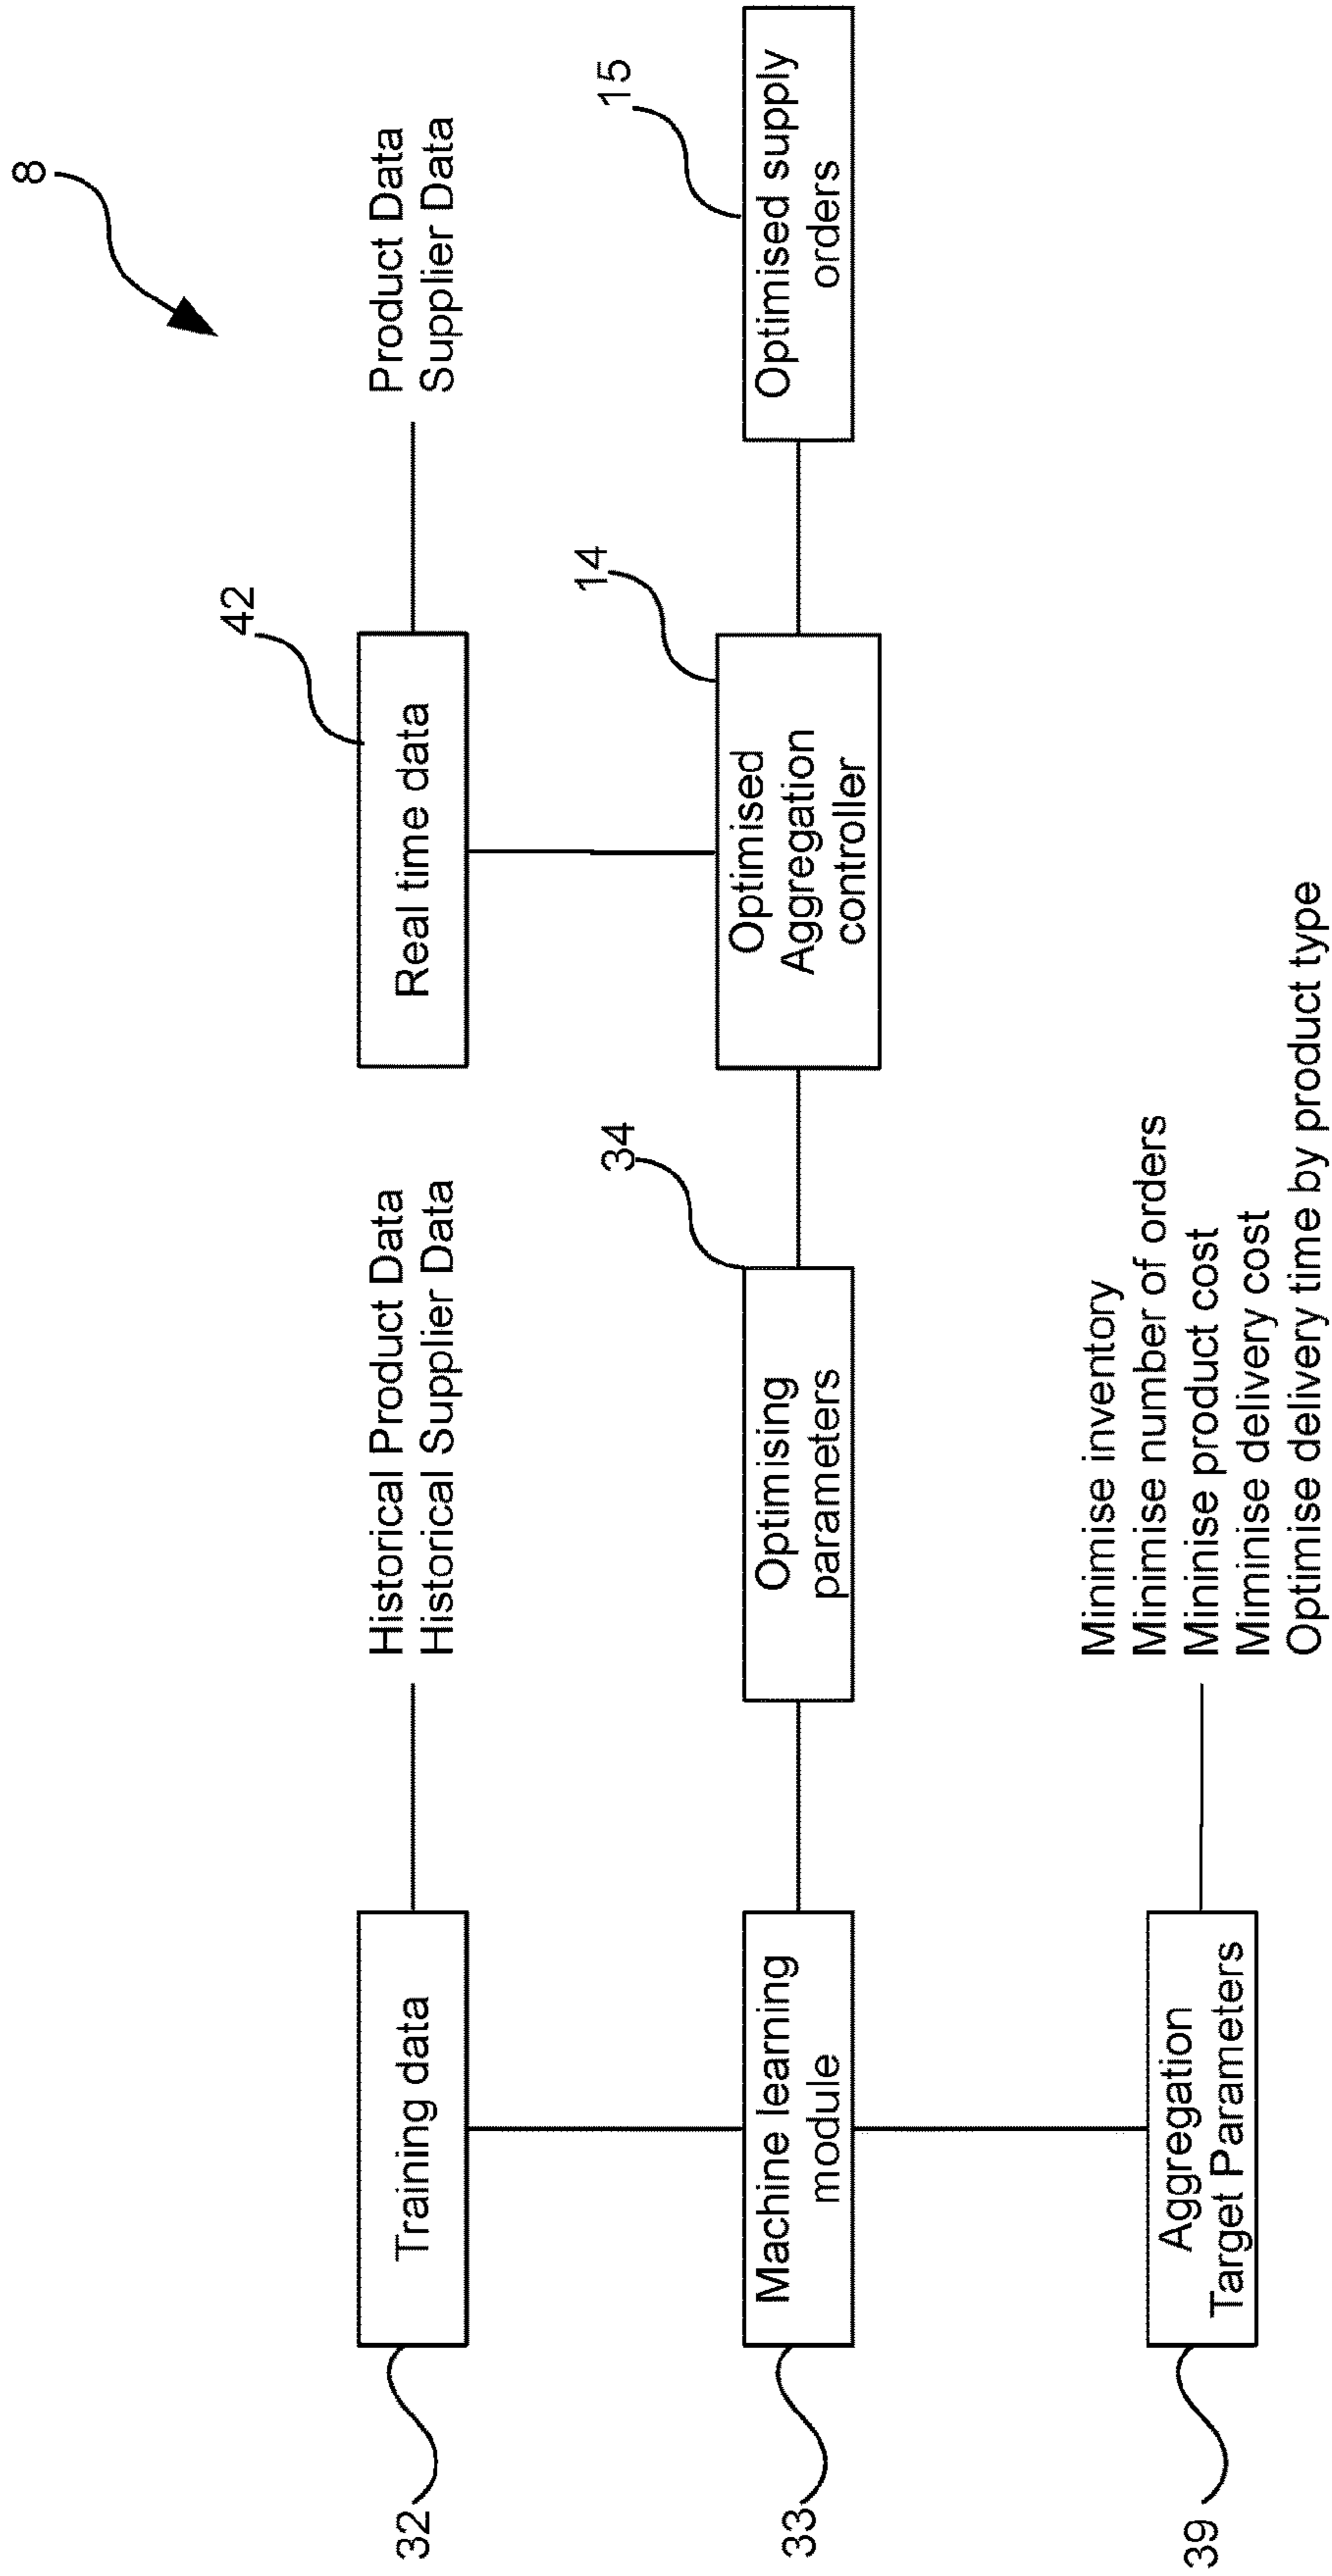 8
Product Data
Supplier Data
42
Real time data
Historical Product Data
Historical Supplier Data
Training data
32
15
Optimised supply
orders
14
Optimised
Aggregation
controller
34
Optimising
parameters
Machine learning
module
33
Minimise inventory
Minimise number of orders
Mininise product cost
Miminise delivery cost
Optimise delivery time by product type
Aggregation
Target Parameters
39